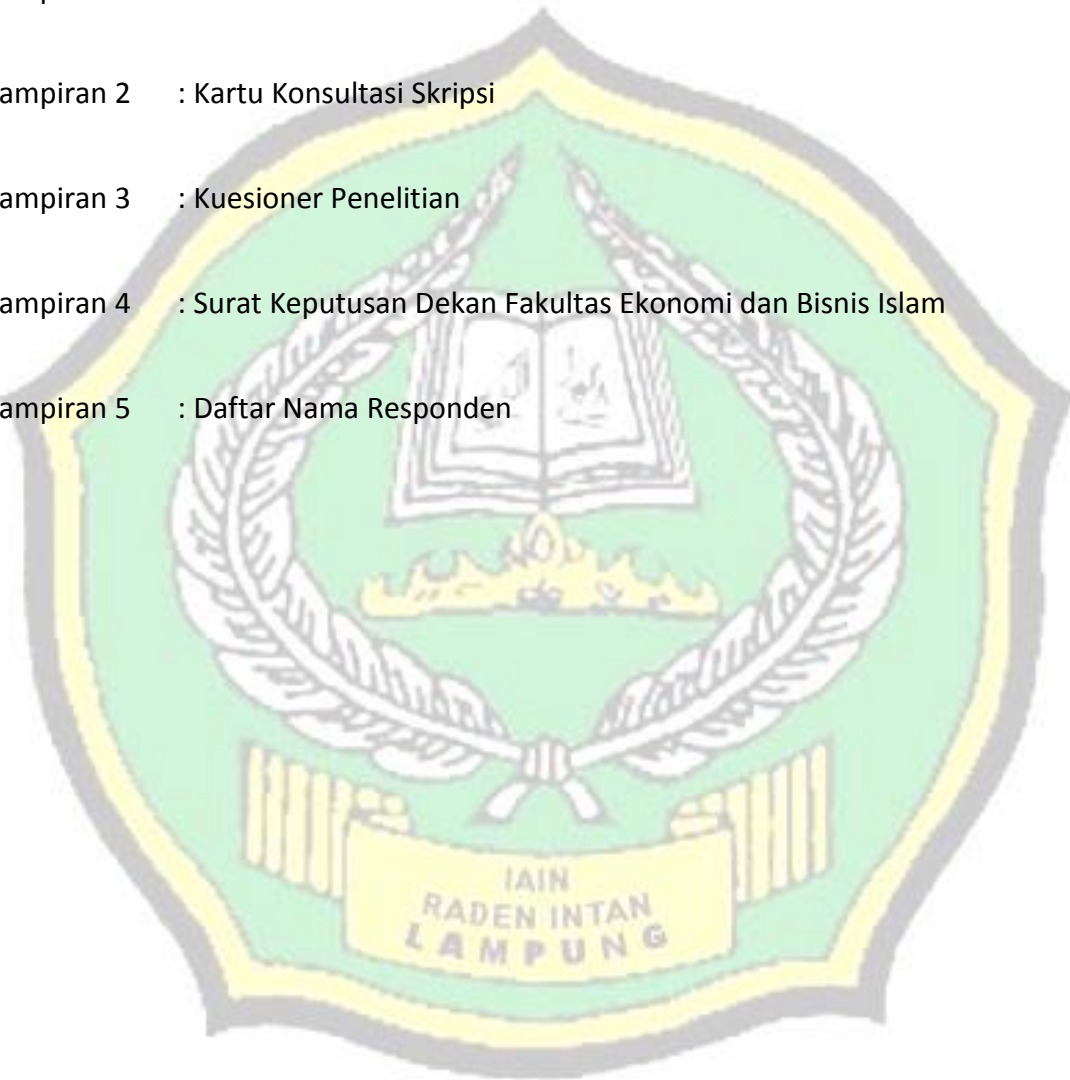 ampiran 2 : Kartu Konsultasi Skripsi
ampiran 3 : Kuesioner Penelitian
ampiran 4 : Surat Keputusan Dekan Fakultas Ekonomi dan Bisnis Islam
ampiran 5 : Daftar Nama Responden
IAIN
RADEN INTAN
LAMPUNG